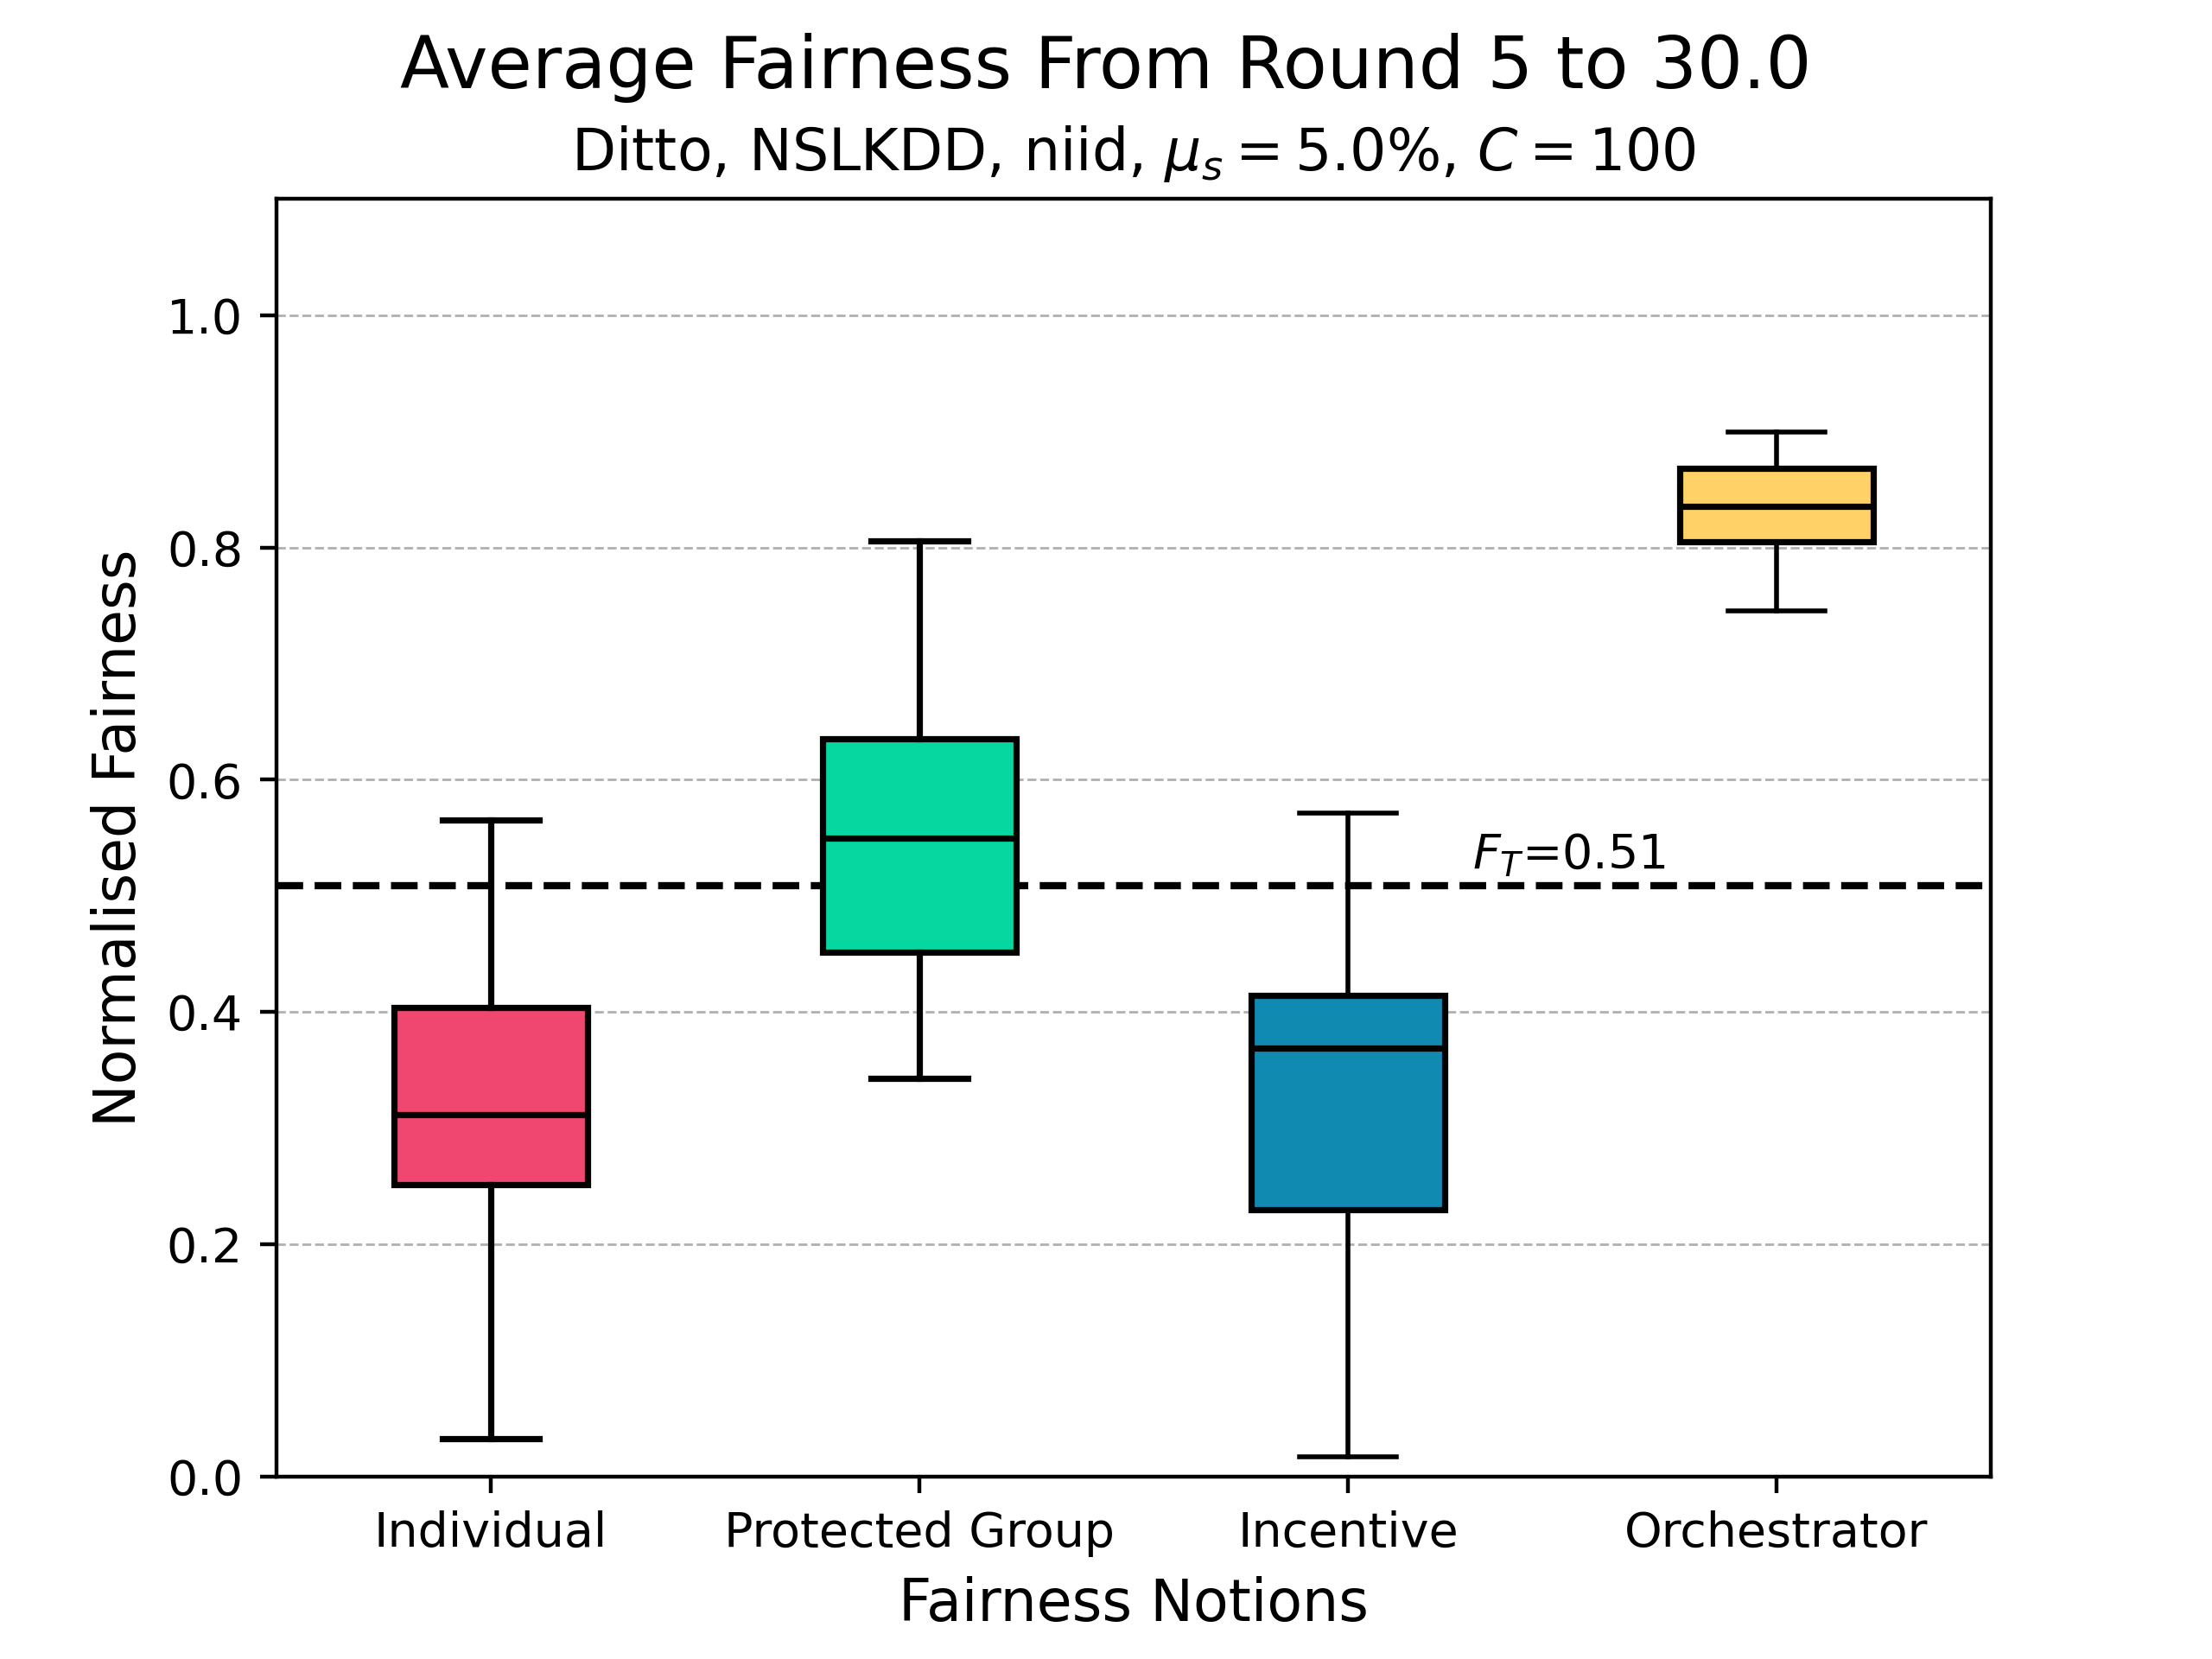 Average Fairness From Round 5 to 30.0
Ditto, NSLKDD, niid, μₛ = 5.0%, C = 100
1.0
0.8
0.6
0.4
0.2
0.0
Normalised Fairness
F_T=0.51
Individual
Protected Group
Incentive
Orchestrator
Fairness Notions